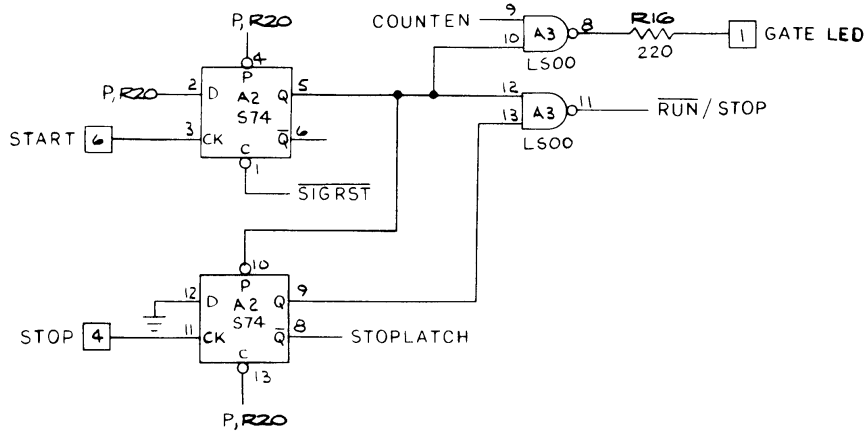 COUNTEN 9 8 R16 1 GATE LED
10 A3 220
LS00
P, R20
4
P
P, R20 2 D A2 Q 5
S74
START 6 3 CK Q̅ 6
C
1
S̅I̅G̅R̅S̅T̅
12 A3 11 R̅U̅N̅ / STOP
13
LS00
10
P
12 D A2 Q 9
S74
STOP 4 11 CK Q̅ 8 STOPLATCH
C
13
P, R20